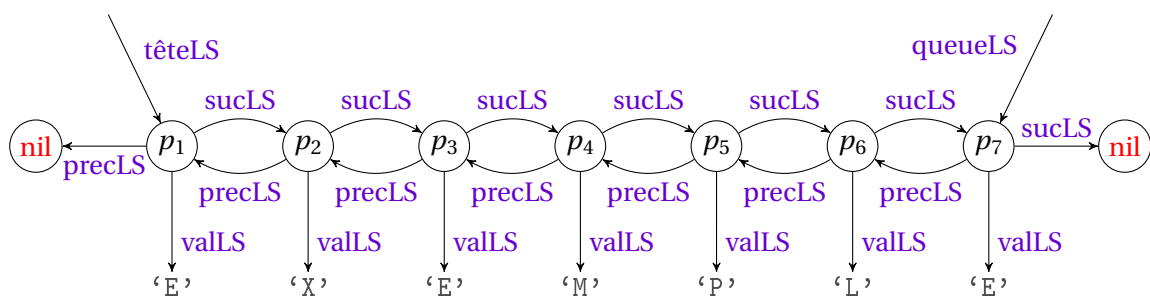 têteLS queueLS
sucLS sucLS sucLS sucLS sucLS sucLS sucLS
nil p1 p2 p3 p4 p5 p6 p7 nil
precLS precLS precLS precLS precLS precLS precLS
valLS valLS valLS valLS valLS valLS valLS
‘E’ ‘X’ ‘E’ ‘M’ ‘P’ ‘L’ ‘E’